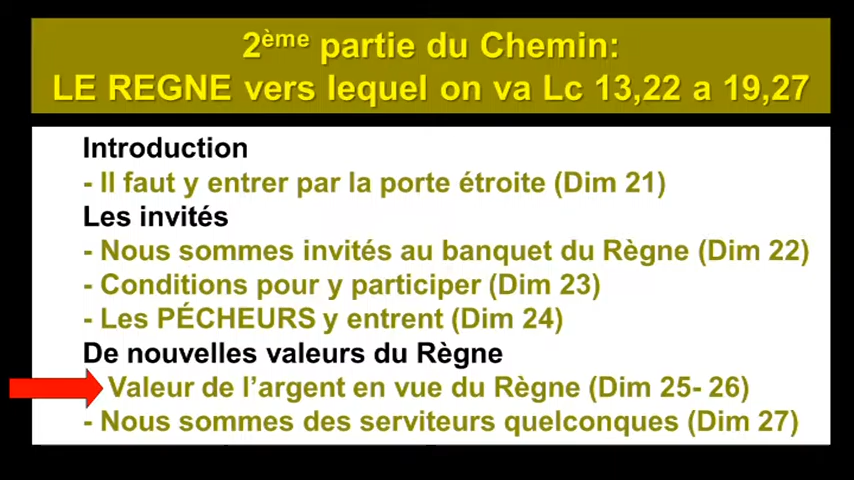 2ème partie du Chemin:
LE REGNE vers lequel on va Lc 13,22 a 19,27
Introduction
- Il faut y entrer par la porte étroite (Dim 21)
Les invités
- Nous sommes invités au banquet du Règne (Dim 22)
- Conditions pour y participer (Dim 23)
- Les PÉCHEURS y entrent (Dim 24)
De nouvelles valeurs du Règne
Valeur de l’argent en vue du Règne (Dim 25- 26)
- Nous sommes des serviteurs quelconques (Dim 27)